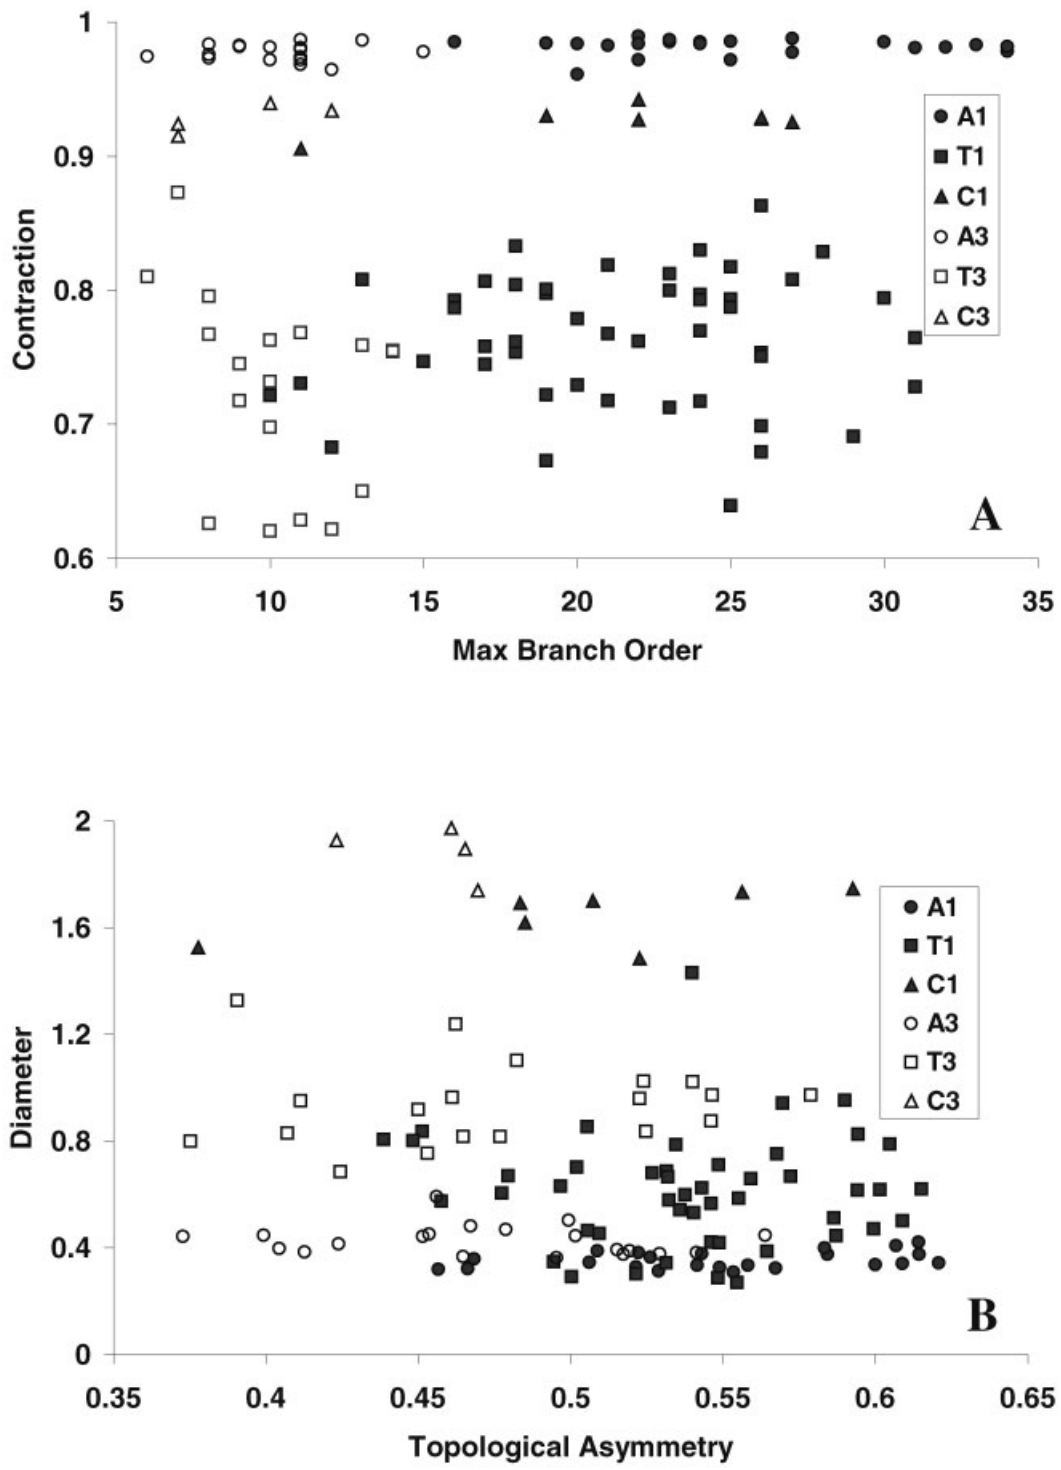 1
0.9
0.8
0.7
0.6
Contraction
5 10 15 20 25 30 35
Max Branch Order
A1
T1
C1
A3
T3
C3
A
2
1.6
1.2
0.8
0.4
0
Diameter
0.35 0.4 0.45 0.5 0.55 0.6 0.65
Topological Asymmetry
A1
T1
C1
A3
T3
C3
B